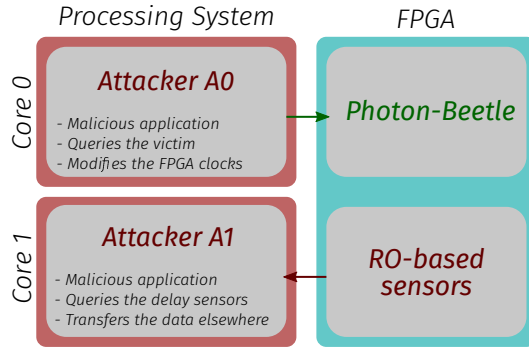 Processing System
FPGA
Core 0
Attacker A0
- Malicious application
- Queries the victim
- Modifies the FPGA clocks
Photon-Beetle
Core 1
Attacker A1
- Malicious application
- Queries the delay sensors
- Transfers the data elsewhere
RO-based
sensors